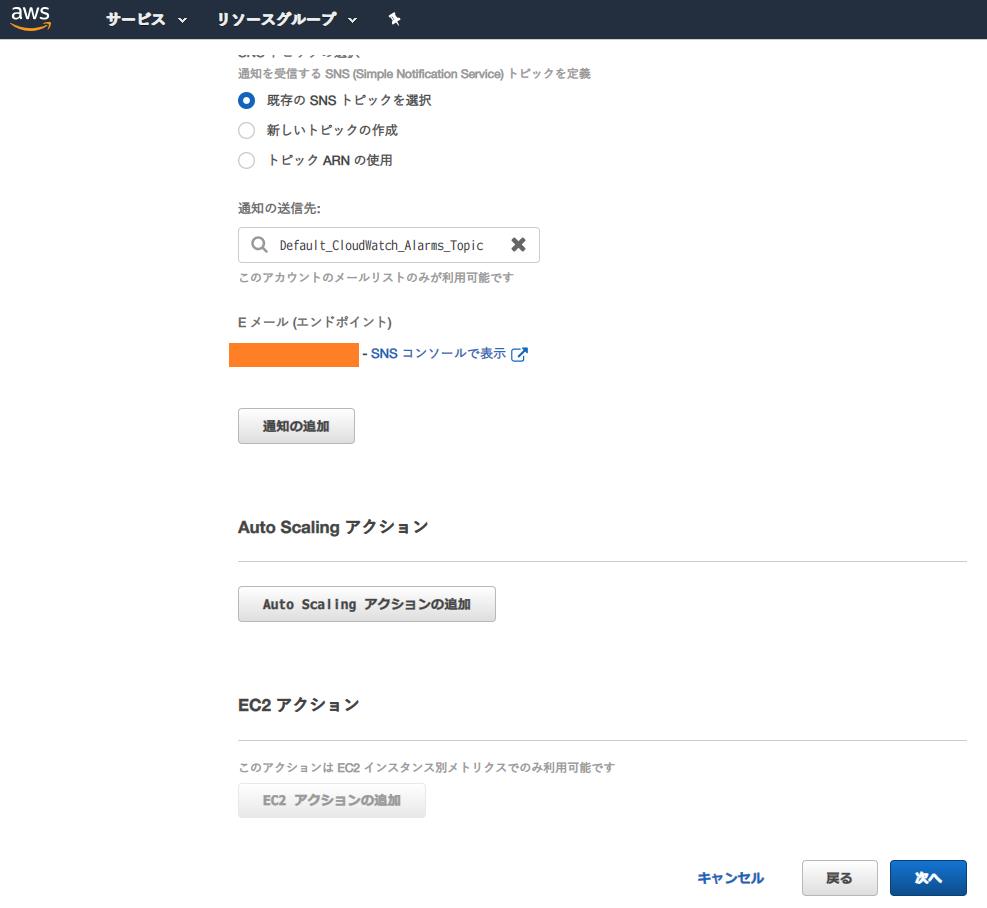 aws サービス リソースグループ
SNS トピックの選択
通知を受信する SNS (Simple Notification Service) トピックを定義
既存の SNS トピックを選択
新しいトピックの作成
トピック ARN の使用
通知の送信先:
Default_CloudWatch_Alarms_Topic
このアカウントのメールリストのみが利用可能です
E メール (エンドポイント)
- SNS コンソールで表示
通知の追加
Auto Scaling アクション
Auto Scaling アクションの追加
EC2 アクション
このアクションは EC2 インスタンス別メトリクスでのみ利用可能です
EC2 アクションの追加
キャンセル 戻る 次へ